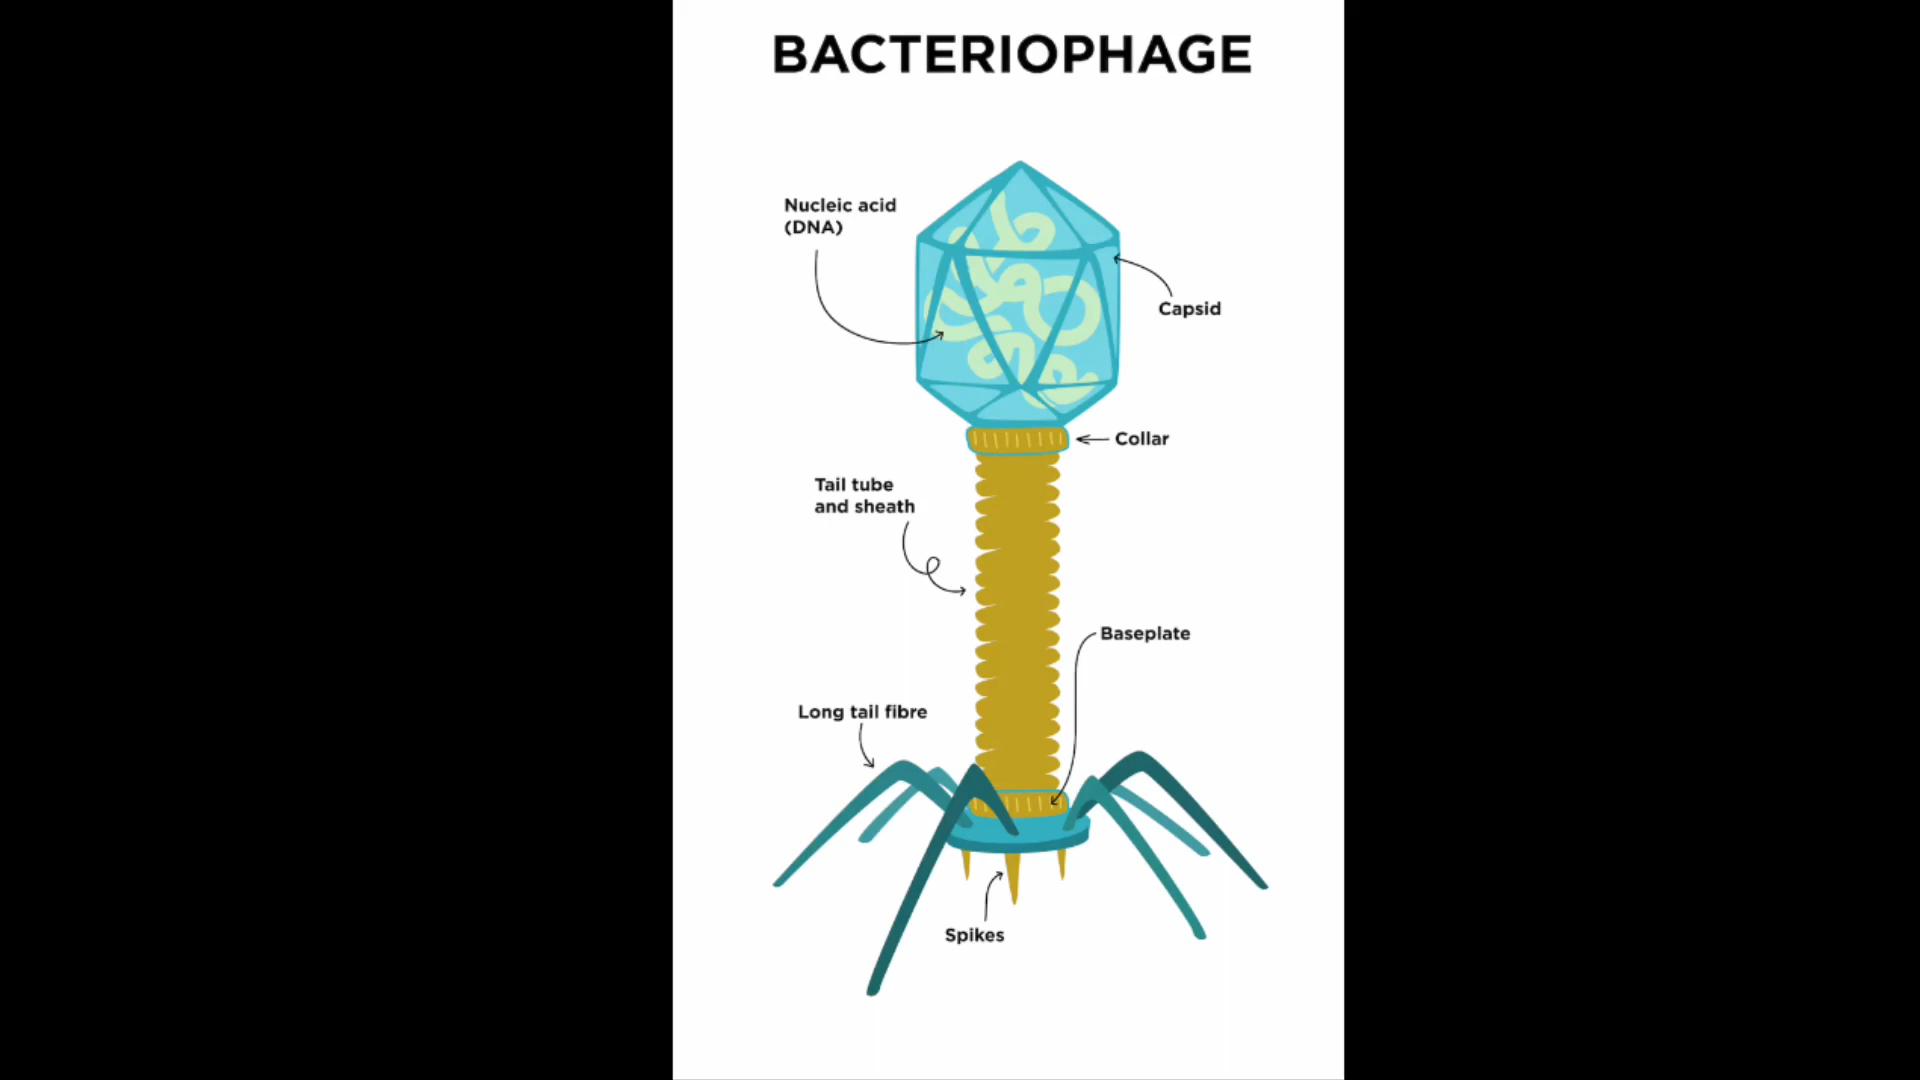 BACTERIOPHAGE
Nucleic acid
(DNA)
Capsid
Collar
Tail tube
and sheath
Baseplate
Long tail fibre
Spikes